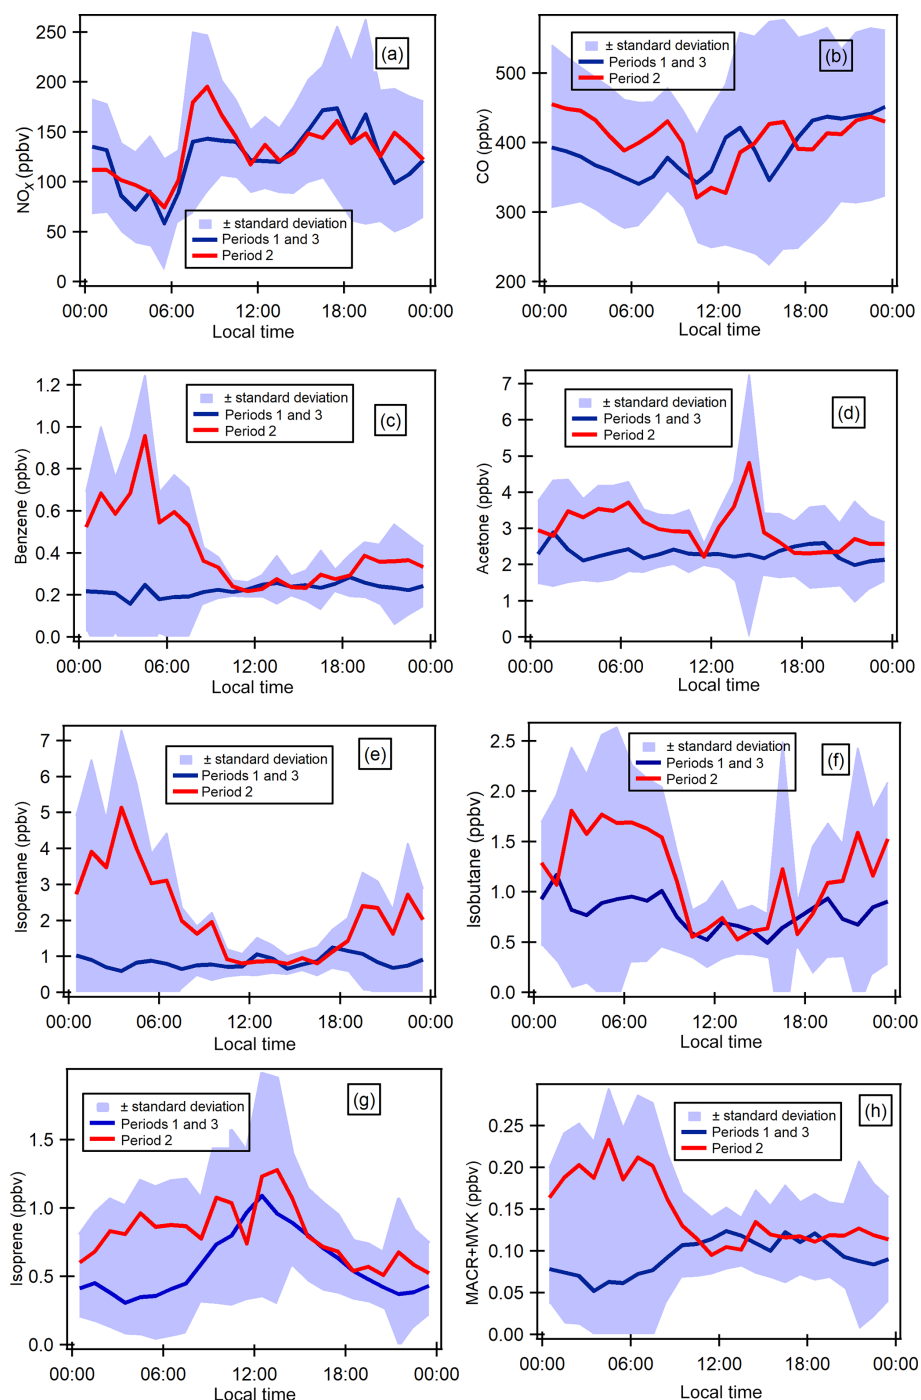 250
200
150
100
50
0
NOX (ppbv)
(a)
± standard deviation
Periods 1 and 3
Period 2
00:00 06:00 12:00 18:00 00:00
Local time
500
400
300
200
CO (ppbv)
(b)
± standard deviation
Periods 1 and 3
Period 2
00:00 06:00 12:00 18:00 00:00
Local time
1.2
1.0
0.8
0.6
0.4
0.2
0.0
Benzene (ppbv)
(c)
± standard deviation
Periods 1 and 3
Period 2
00:00 06:00 12:00 18:00 00:00
Local time
7
6
5
4
3
2
1
0
Acetone (ppbv)
(d)
± standard deviation
Periods 1 and 3
Period 2
00:00 06:00 12:00 18:00 00:00
Local time
7
6
5
4
3
2
1
0
Isopentane (ppbv)
(e)
± standard deviation
Periods 1 and 3
Period 2
00:00 06:00 12:00 18:00 00:00
Local time
2.5
2.0
1.5
1.0
0.5
0.0
Isobutane (ppbv)
(f)
± standard deviation
Periods 1 and 3
Period 2
00:00 06:00 12:00 18:00 00:00
Local time
1.5
1.0
0.5
0.0
Isoprene (ppbv)
(g)
± standard deviation
Periods 1 and 3
Period 2
00:00 06:00 12:00 18:00 00:00
Local time
0.25
0.20
0.15
0.10
0.05
0.00
MACR+MVK (ppbv)
(h)
± standard deviation
Periods 1 and 3
Period 2
00:00 06:00 12:00 18:00 00:00
Local time